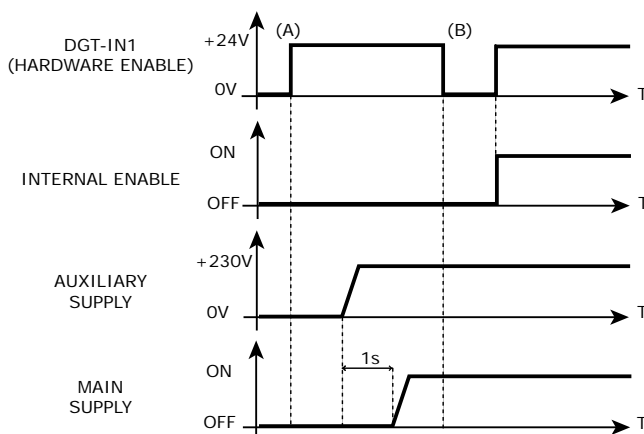 DGT-IN1
(HARDWARE ENABLE)
+24V
(A)
(B)
0V
T
INTERNAL ENABLE
ON
OFF
T
AUXILIARY
SUPPLY
+230V
0V
T
MAIN
SUPPLY
ON
1s
OFF
T